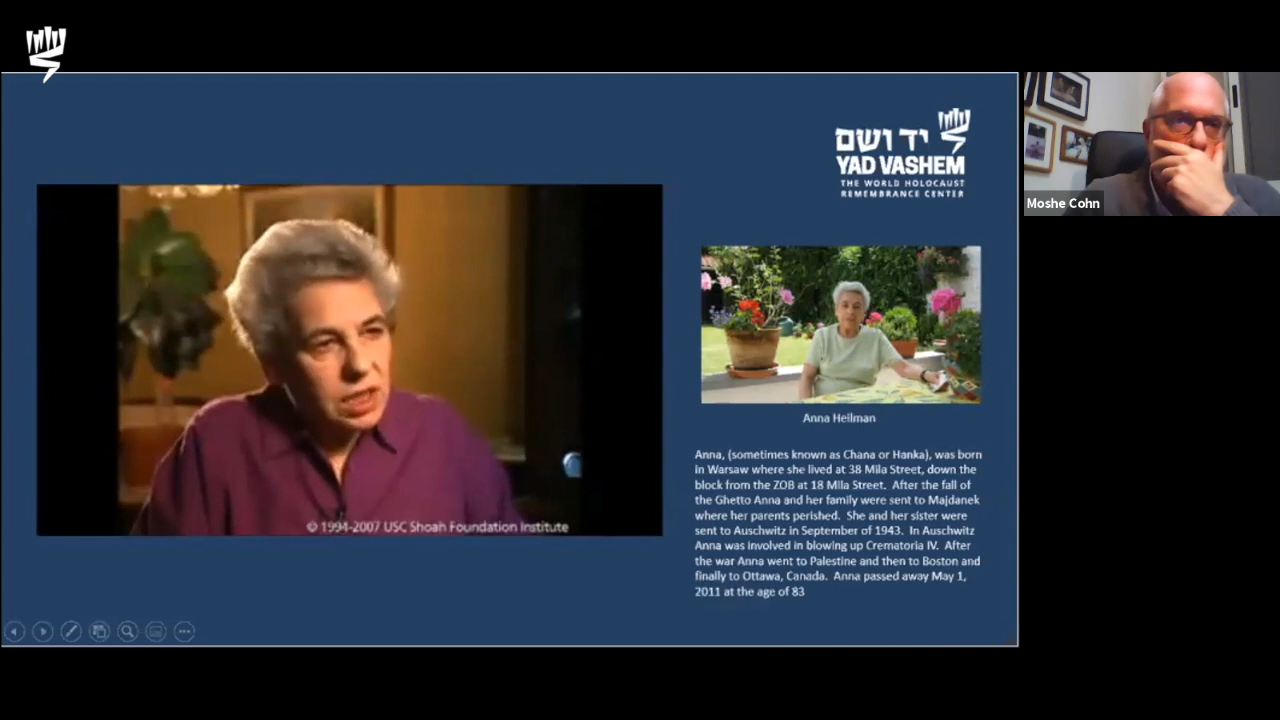 יד ושם
YAD VASHEM
THE WORLD HOLOCAUST
REMEMBRANCE CENTER
Moshe Cohn
© 1994-2007 USC Shoah Foundation Institute
Anna Heilman
Anna, (sometimes known as Chana or Hanka), was born
in Warsaw where she lived at 38 Mila Street, down the
block from the ZOB at 18 Mila Street.  After the fall of
the Ghetto Anna and her family were sent to Majdanek
where her parents perished.  She and her sister were
sent to Auschwitz in September of 1943.  In Auschwitz
Anna was involved in blowing up Crematoria IV.  After
the war Anna went to Palestine and then to Boston and
finally to Ottawa, Canada.  Anna passed away May 1,
2011 at the age of 83